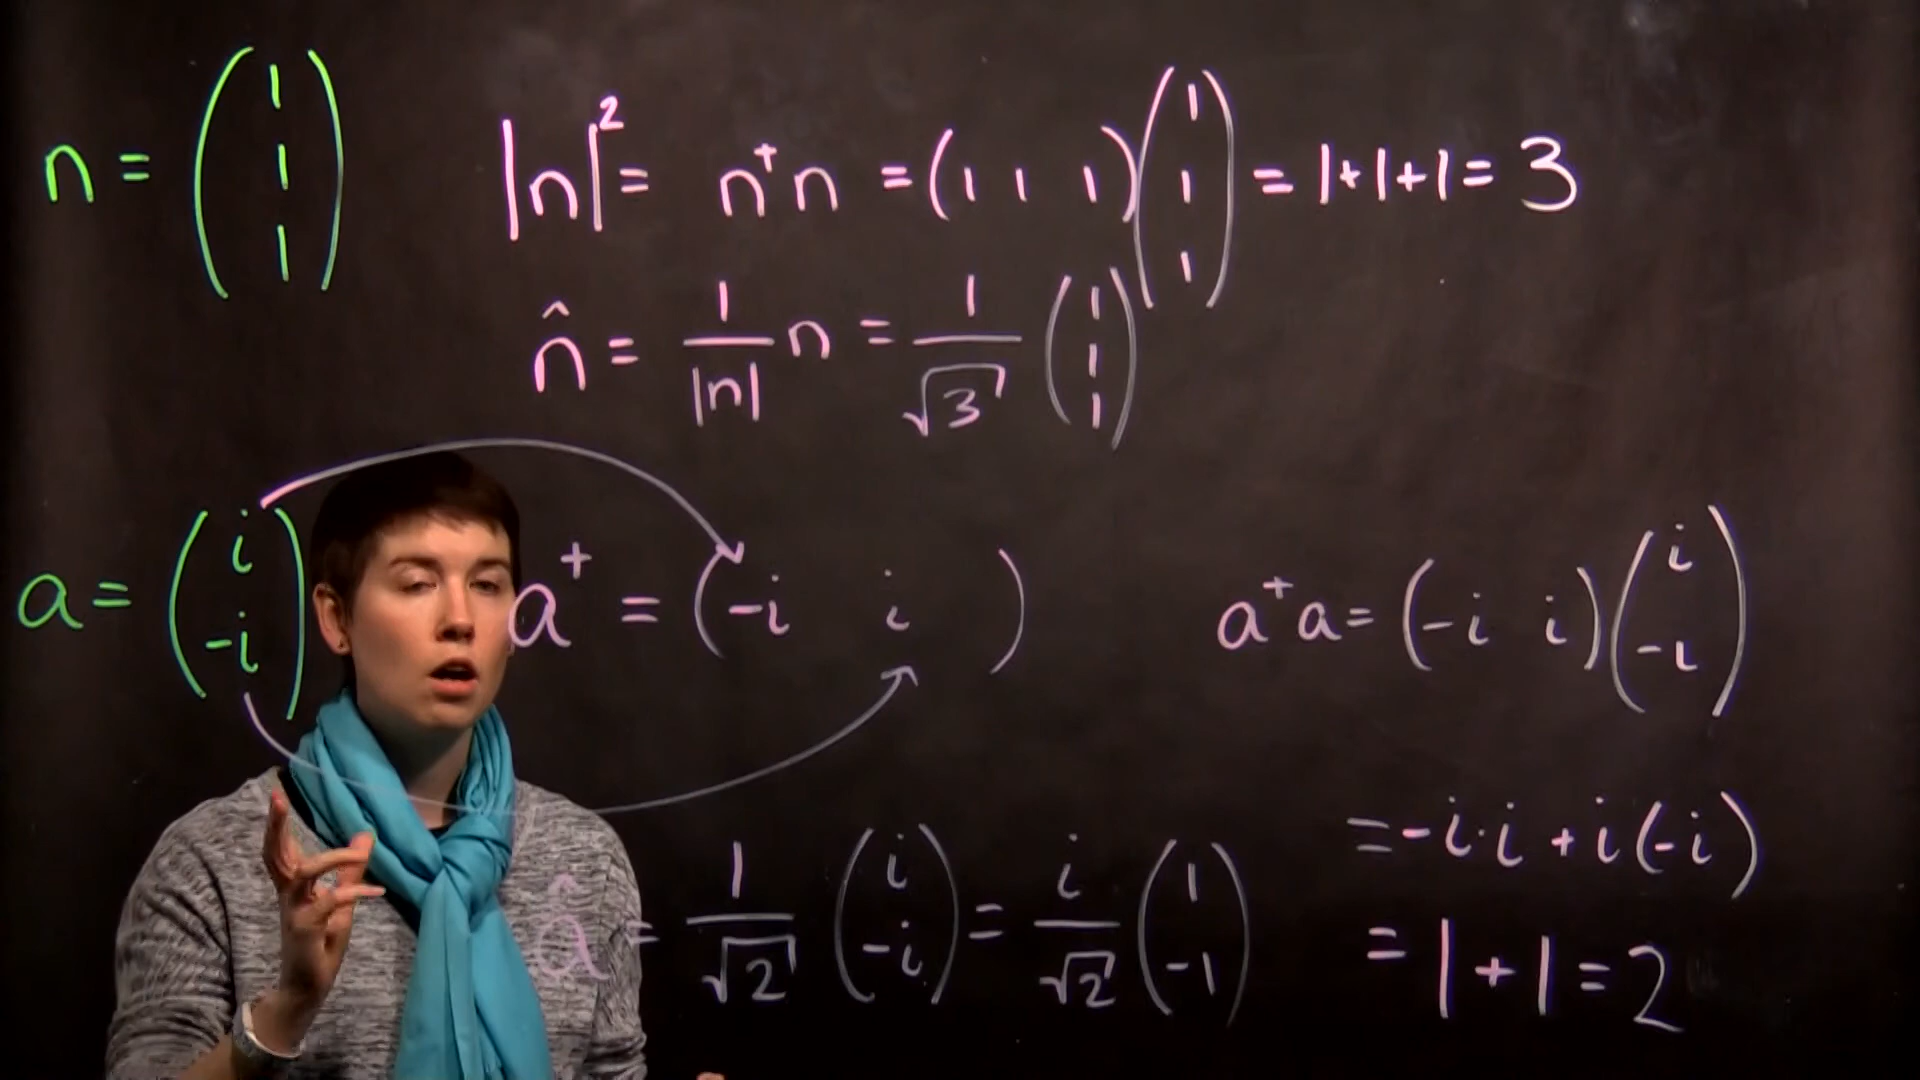 n = (1 1 1)
|n|² = n⁺n = (1 1 1)(1 1 1) = 1+1+1 = 3
n̂ = 1/|n| n = 1/√3 (1 1 1)
a = (i -i)
a⁺ = (-i i)
a⁺a = (-i i)(i -i)
= -i·i + i(-i)
= 1+1 = 2
â = 1/√2 (i -i) = i/√2 (1 -1)